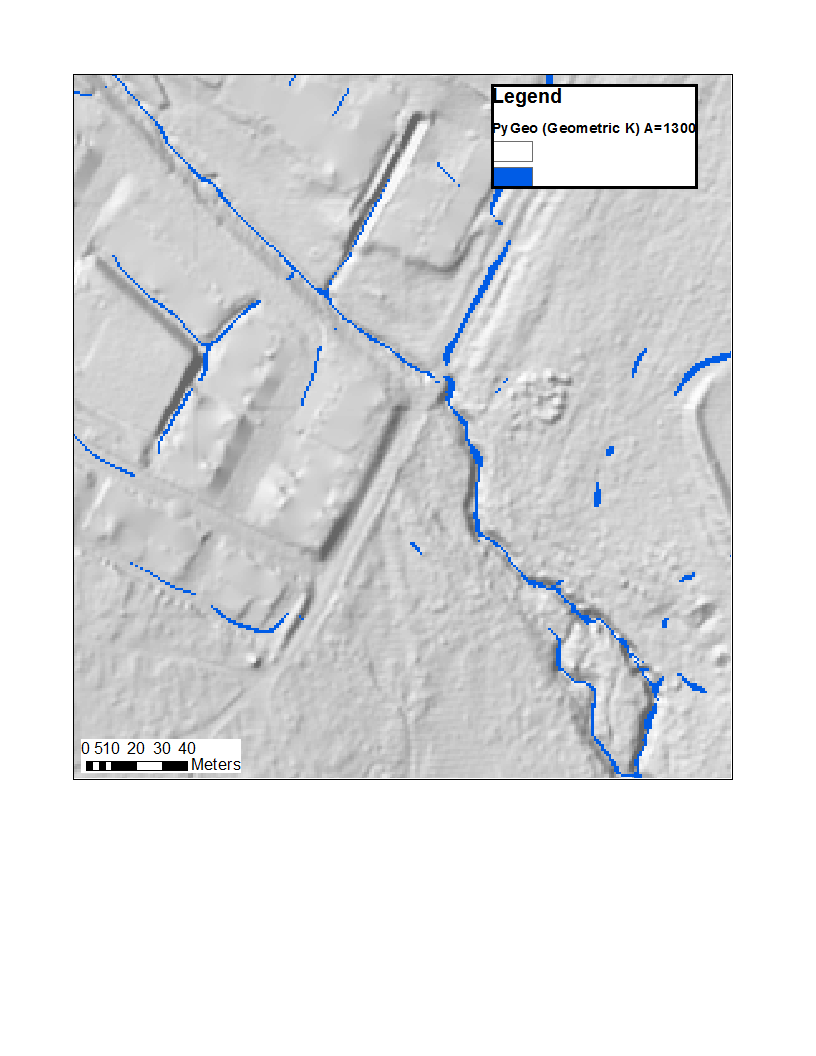 Legend
PyGeo (Geometric K) A=1300
0 510 20 30 40
Meters